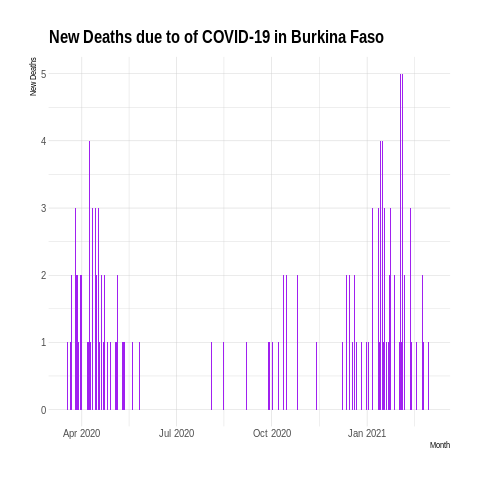 New Deaths due to of COVID-19 in Burkina Faso
New Deaths
5
4
3
2
1
0
Apr 2020 Jul 2020 Oct 2020 Jan 2021
Month